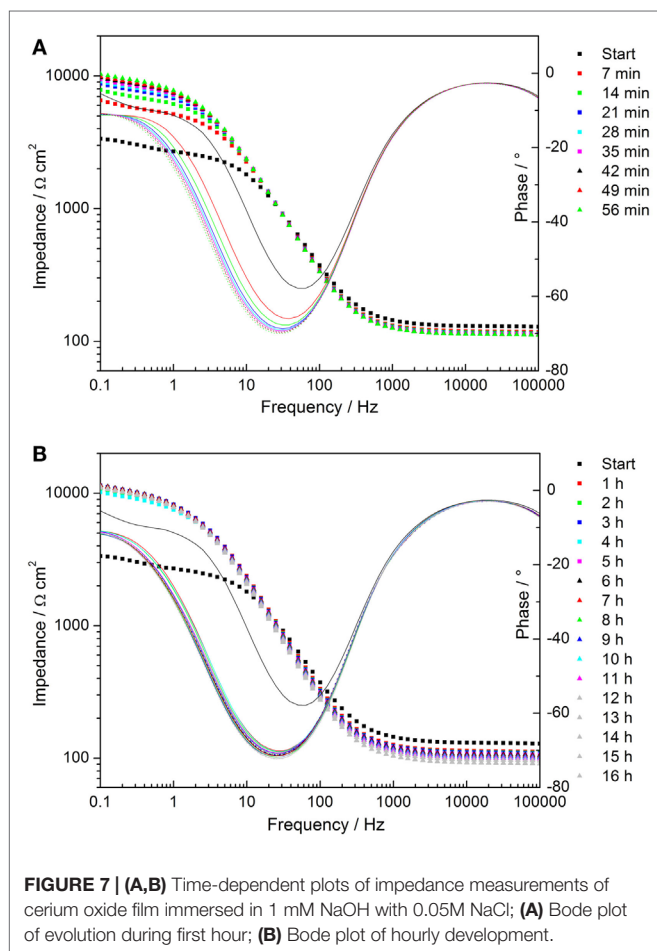 A
10000
1000
100
Impedance / Ω cm²
0.1
1
10
100
1000
10000
100000
Frequency / Hz
0
-20
-40
-60
-80
Phase / °
Start
7 min
14 min
21 min
28 min
35 min
42 min
49 min
56 min
B
10000
1000
100
Impedance / Ω cm²
0.1
1
10
100
1000
10000
100000
Frequency / Hz
0
-20
-40
-60
-80
Phase / °
Start
1 h
2 h
3 h
4 h
5 h
6 h
7 h
8 h
9 h
10 h
11 h
12 h
13 h
14 h
15 h
16 h
FIGURE 7 | (A,B) Time-dependent plots of impedance measurements of
cerium oxide film immersed in 1 mM NaOH with 0.05M NaCl; (A) Bode plot
of evolution during first hour; (B) Bode plot of hourly development.